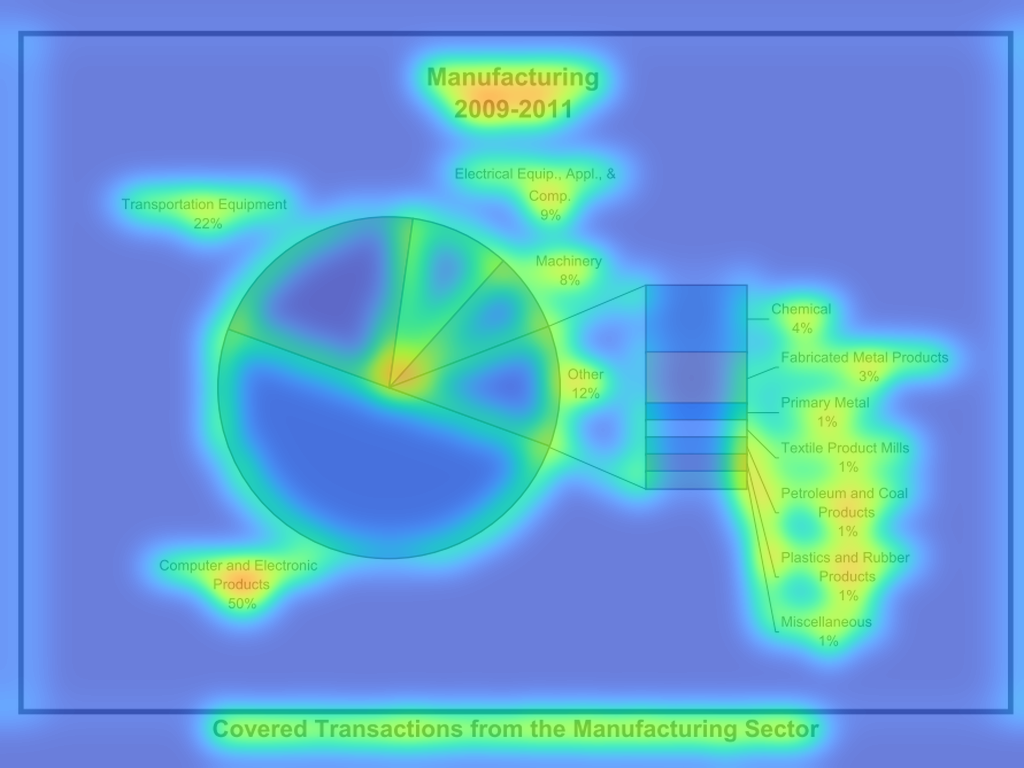 Manufacturing
2009-2011
Electrical Equip., Appl., &
Comp.
9%
Transportation Equipment
22%
Machinery
8%
Chemical
4%
Fabricated Metal Products
3%
Other
12%
Primary Metal
1%
Textile Product Mills
1%
Petroleum and Coal
Products
1%
Plastics and Rubber
Products
1%
Computer and Electronic
Products
50%
Miscellaneous
1%
Covered Transactions from the Manufacturing Sector